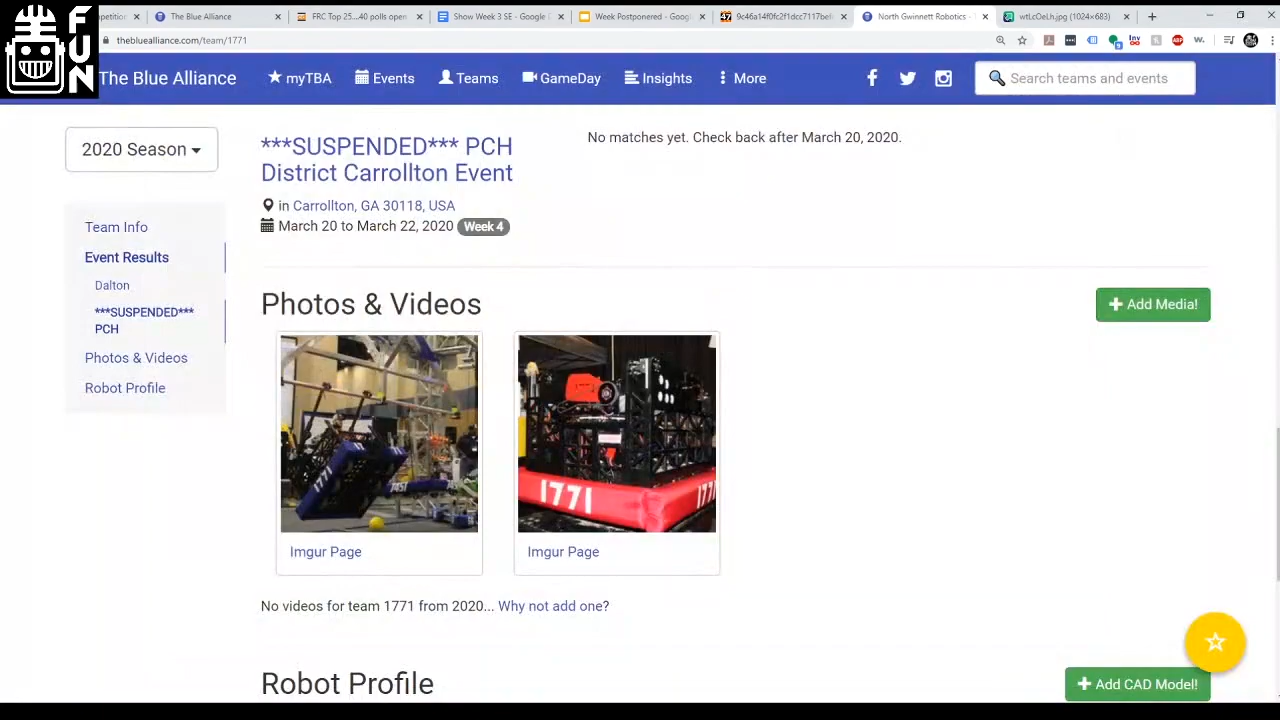 mpetition
The Blue Alliance
FRC Top 25...40 polls open
Show Week 3 SE - Google
Week Postponered - Google
9c46a14f0fc2f1dcc7117bef
North Gwinnett Robotics -
wtLcOeLh.jpg (1024×683)
thebluealliance.com/team/1771
FUN
The Blue Alliance
myTBA
Events
Teams
GameDay
Insights
More
Search teams and events
2020 Season
Team Info
Event Results
Dalton
***SUSPENDED***
PCH
Photos & Videos
Robot Profile
***SUSPENDED*** PCH
District Carrollton Event
in Carrollton, GA 30118, USA
March 20 to March 22, 2020 Week 4
No matches yet. Check back after March 20, 2020.
Photos & Videos
Add Media!
1771
1771
Imgur Page
Imgur Page
No videos for team 1771 from 2020... Why not add one?
Robot Profile
Add CAD Model!